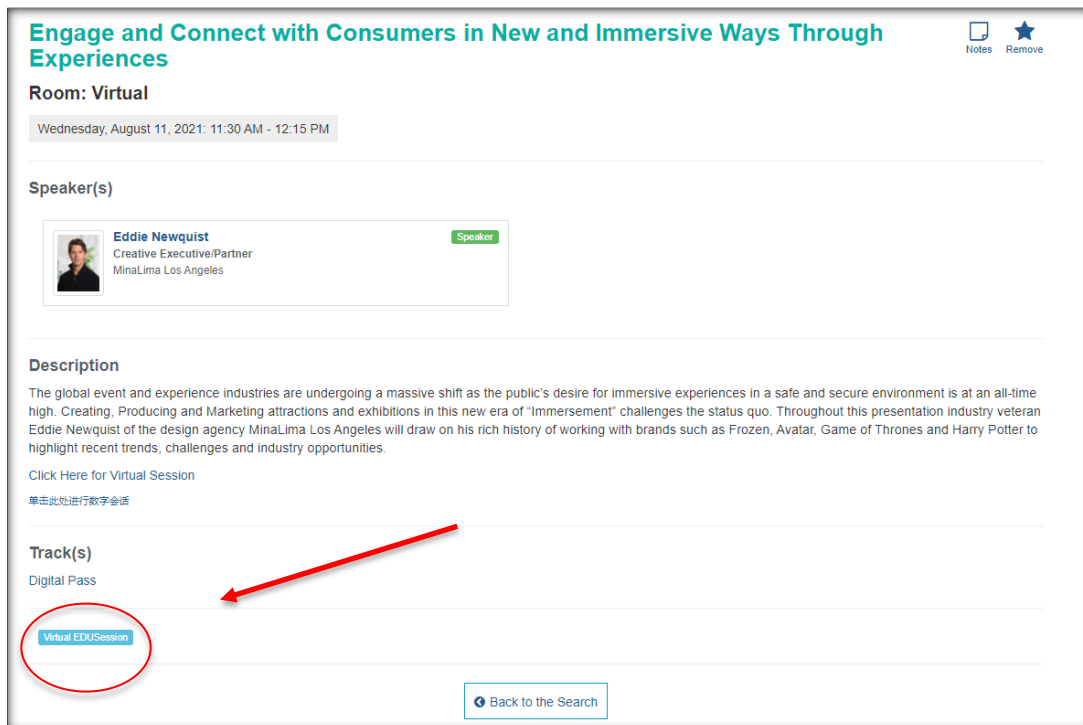 Engage and Connect with Consumers in New and Immersive Ways Through
Experiences
Notes
Remove
Room: Virtual
Wednesday, August 11, 2021: 11:30 AM - 12:15 PM
Speaker(s)
Eddie Newquist
Speaker
Creative Executive/Partner
MinaLima Los Angeles
Description
The global event and experience industries are undergoing a massive shift as the public's desire for immersive experiences in a safe and secure environment is at an all-time
high. Creating, Producing and Marketing attractions and exhibitions in this new era of “Immersement” challenges the status quo. Throughout this presentation industry veteran
Eddie Newquist of the design agency MinaLima Los Angeles will draw on his rich history of working with brands such as Frozen, Avatar, Game of Thrones and Harry Potter to
highlight recent trends, challenges and industry opportunities.
Click Here for Virtual Session
单击此处进行数字会话
Track(s)
Digital Pass
Virtual EDUSession
Back to the Search